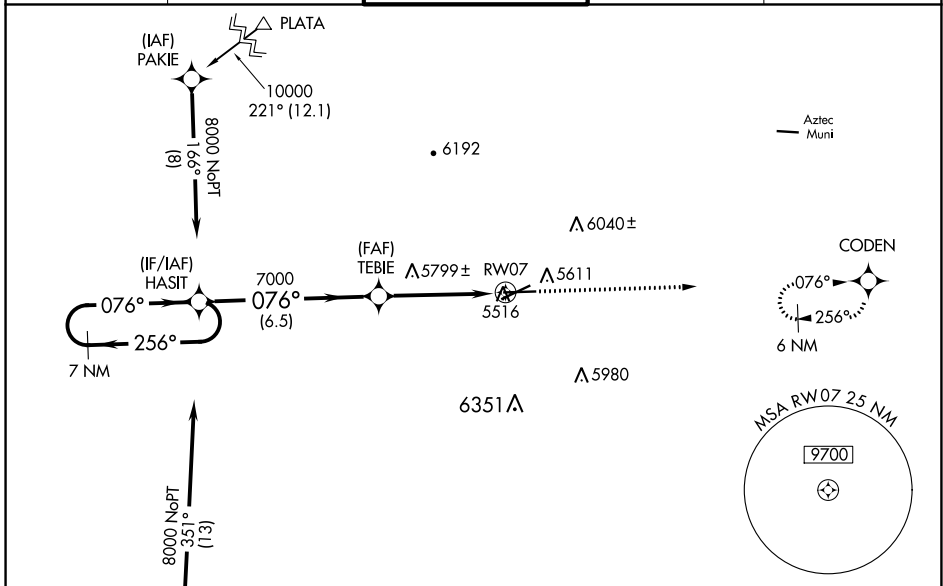 PLATA
(IAF)
PAKIE
10000
221° (12.1)
8000 NoPT
166°
(8)
6192
Aztec
Muni
6040±
(IF/IAF)
HASIT
7000
076°
(6.5)
(FAF)
TEBIE
5799±
RW07
5611
5516
CODEN
076°
256°
6 NM
076°
256°
7 NM
5980
6351
MSA RW07 25 NM
9700
8000 NoPT
351°
(13)